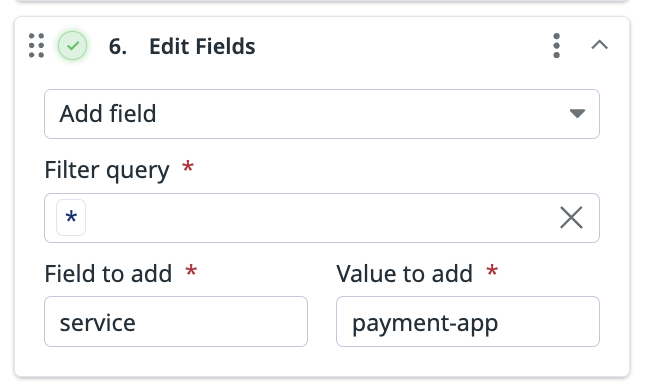 6. Edit Fields
Add field
Filter query *
*
Field to add * Value to add *
service payment-app